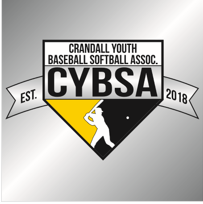 CRANDALL YOUTH
BASEBALL SOFTBALL ASSOC.
CYBSA
EST. 2018